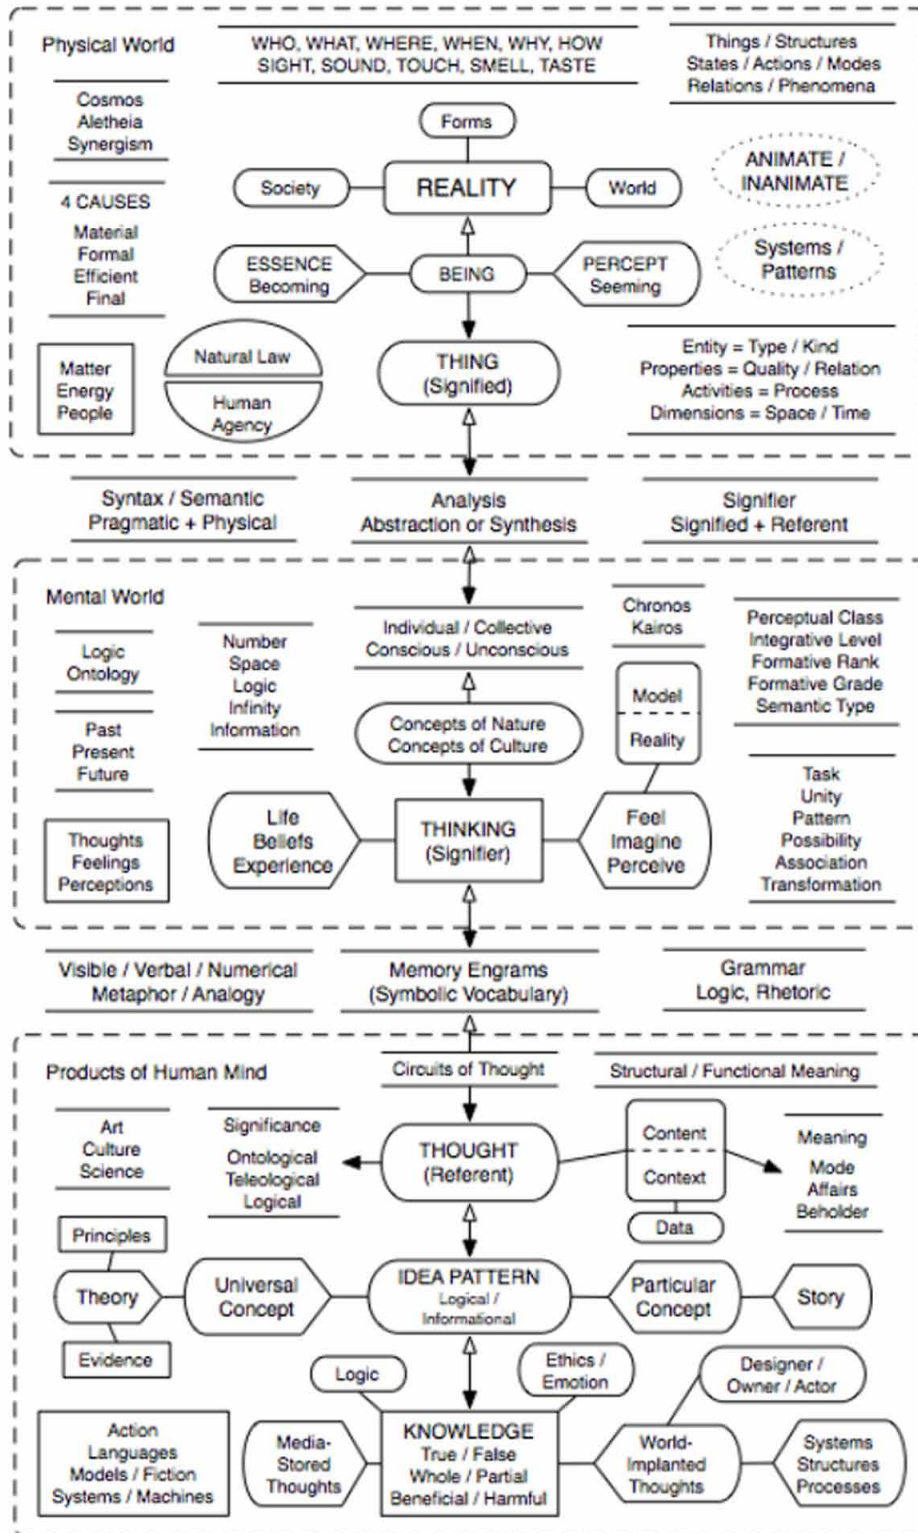 Physical World
WHO, WHAT, WHERE, WHEN, WHY, HOW
SIGHT, SOUND, TOUCH, SMELL, TASTE
Things / Structures
States / Actions / Modes
Relations / Phenomena
Cosmos
Aletheia
Synergism
Forms
Society
REALITY
World
ANIMATE /
INANIMATE
4 CAUSES
Material
Formal
Efficient
Final
ESSENCE
Becoming
BEING
PERCEPT
Seeming
Systems /
Patterns
Matter
Energy
People
Natural Law
Human
Agency
THING
(Signified)
Entity = Type / Kind
Properties = Quality / Relation
Activities = Process
Dimensions = Space / Time
Syntax / Semantic
Pragmatic + Physical
Analysis
Abstraction or Synthesis
Signifier
Signified + Referent
Mental World
Logic
Ontology
Number
Space
Logic
Infinity
Information
Individual / Collective
Conscious / Unconscious
Chronos
Kairos
Perceptual Class
Integrative Level
Formative Rank
Formative Grade
Semantic Type
Past
Present
Future
Concepts of Nature
Concepts of Culture
Model
Reality
Thoughts
Feelings
Perceptions
Life
Beliefs
Experience
THINKING
(Signifier)
Feel
Imagine
Perceive
Task
Unity
Pattern
Possibility
Association
Transformation
Visible / Verbal / Numerical
Metaphor / Analogy
Memory Engrams
(Symbolic Vocabulary)
Grammar
Logic, Rhetoric
Products of Human Mind
Circuits of Thought
Structural / Functional Meaning
Art
Culture
Science
Significance
Ontological
Teleological
Logical
THOUGHT
(Referent)
Content
Context
Data
Meaning
Mode
Affairs
Beholder
Principles
Theory
Evidence
Universal
Concept
IDEA PATTERN
Logical /
Informational
Particular
Concept
Story
Logic
Ethics /
Emotion
Designer /
Owner / Actor
Action
Languages
Models / Fiction
Systems / Machines
Media-
Stored
Thoughts
KNOWLEDGE
True / False
Whole / Partial
Beneficial / Harmful
World-
Implanted
Thoughts
Systems
Structures
Processes